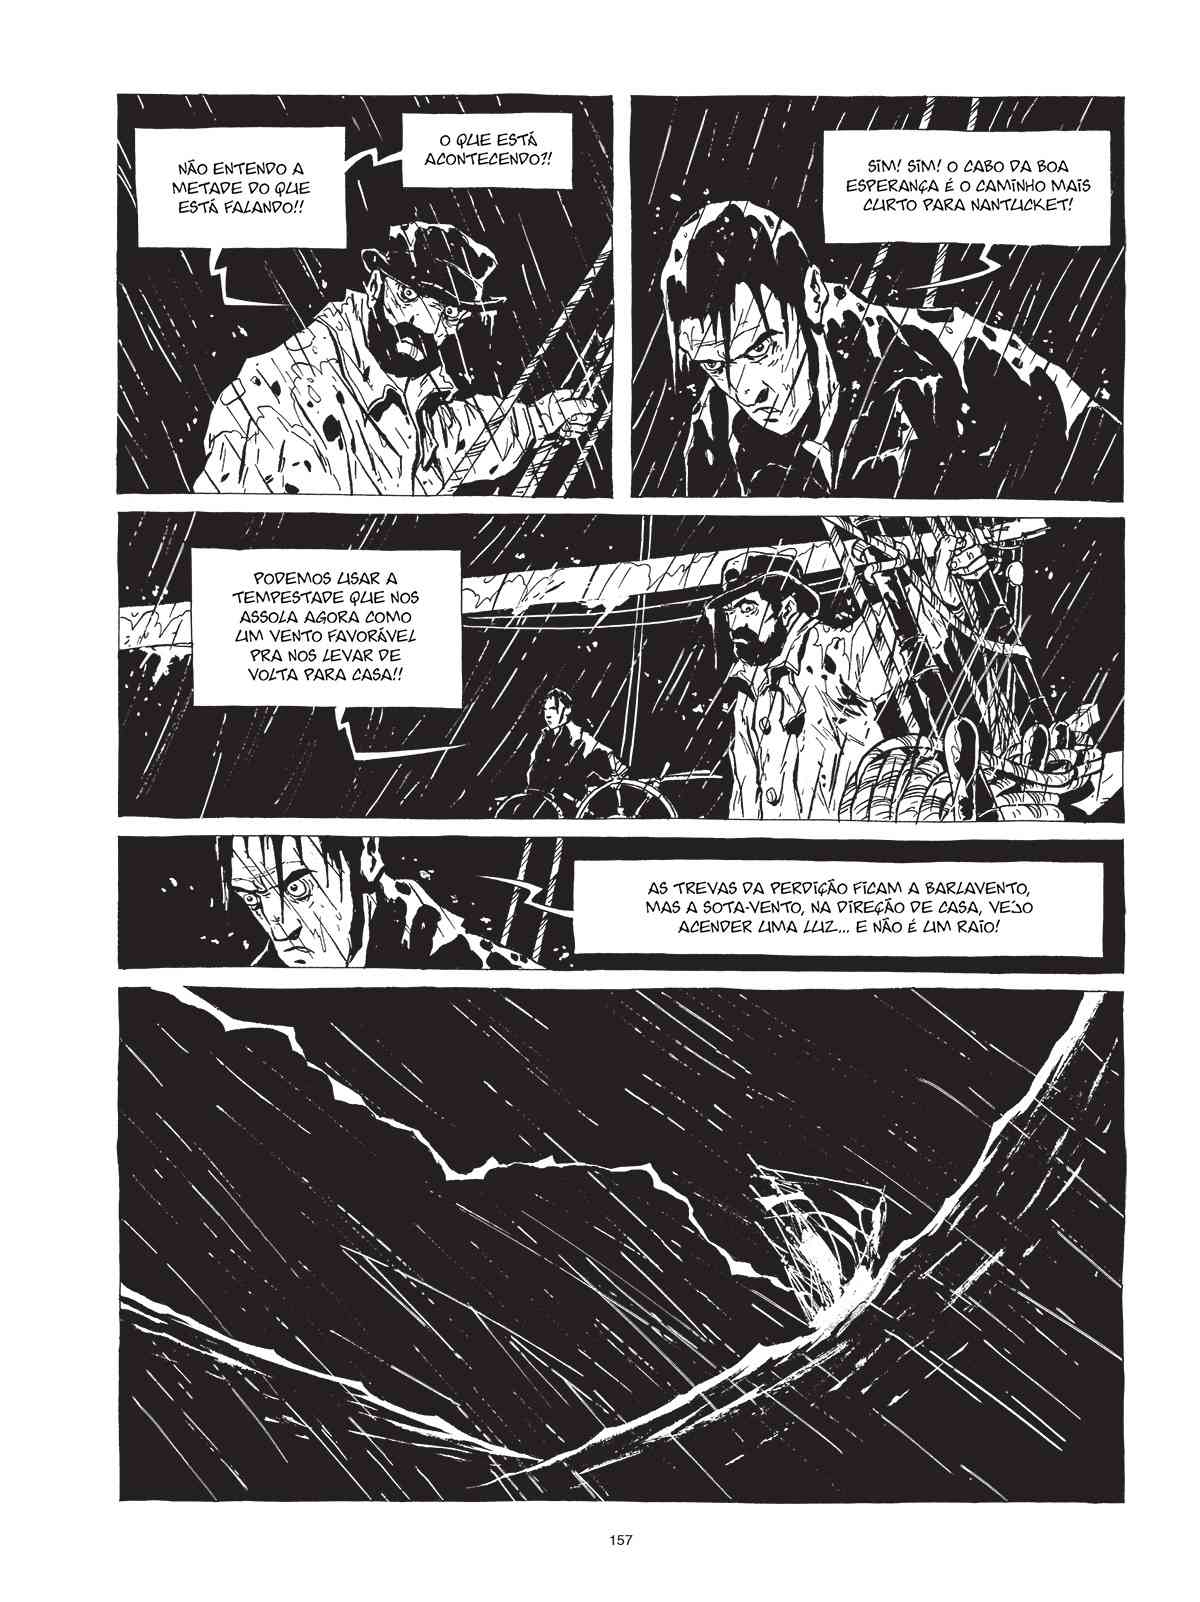 O QUE ESTÁ
ACONTECENDO?!
NÃO ENTENDO A
METADE DO QUE
ESTÁ FALANDO!!
SIM! SIM! O CABO DA BOA
ESPERANÇA É O CAMINHO MAIS
CURTO PARA NANTUCKET!
PODEMOS USAR A
TEMPESTADE QUE NOS
ASSOLA AGORA COMO
UM VENTO FAVORÁVEL
PRA NOS LEVAR DE
VOLTA PARA CASA!!
AS TREVAS DA PERDIÇÃO FICAM A BARLAVENTO,
MAS A SOTA-VENTO, NA DIREÇÃO DE CASA, VEJO
ACENDER UMA LUZ... E NÃO É UM RAIO!
157